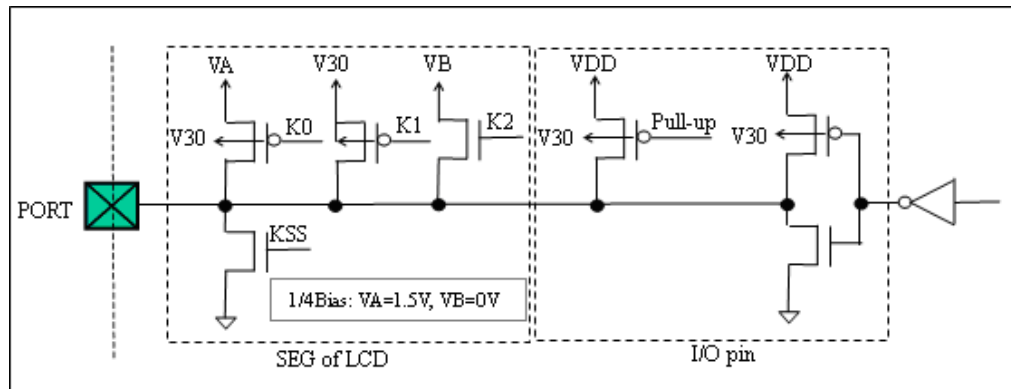 VA V30 VB VDD VDD
V30 K0 K1 K2 V30 Pull-up V30
PORT
KSS
1/4Bias: VA=1.5V, VB=0V
SEG of LCD I/O pin